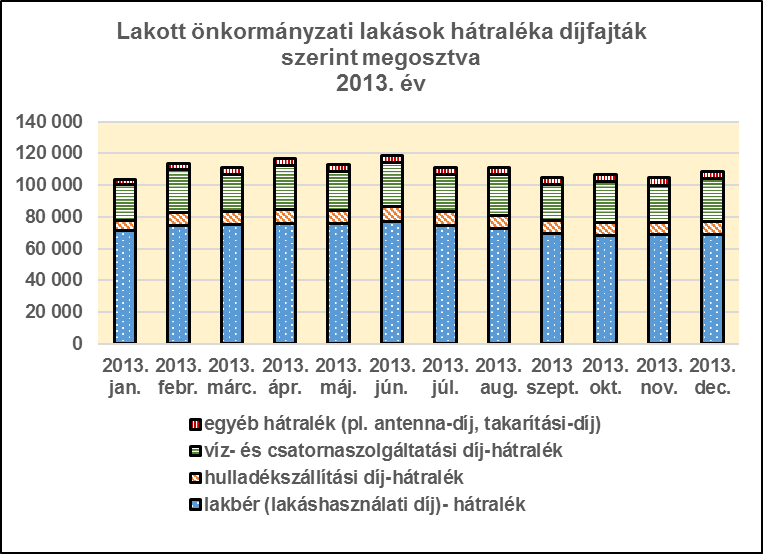 Lakott önkormányzati lakások hátraléka díjfajták
szerint megosztva
2013. év
140 000
120 000
100 000
80 000
60 000
40 000
20 000
0
2013. 2013. 2013. 2013. 2013. 2013. 2013. 2013. 2013 2013. 2013. 2013.
jan. febr. márc. ápr. máj. jún. júl. aug. szept. okt. nov. dec.
egyéb hátralék (pl. antenna-díj, takarítási-díj)
víz- és csatornaszolgáltatási díj-hátralék
hulladékszállítási díj-hátralék
lakbér (lakáshasználati díj)- hátralék